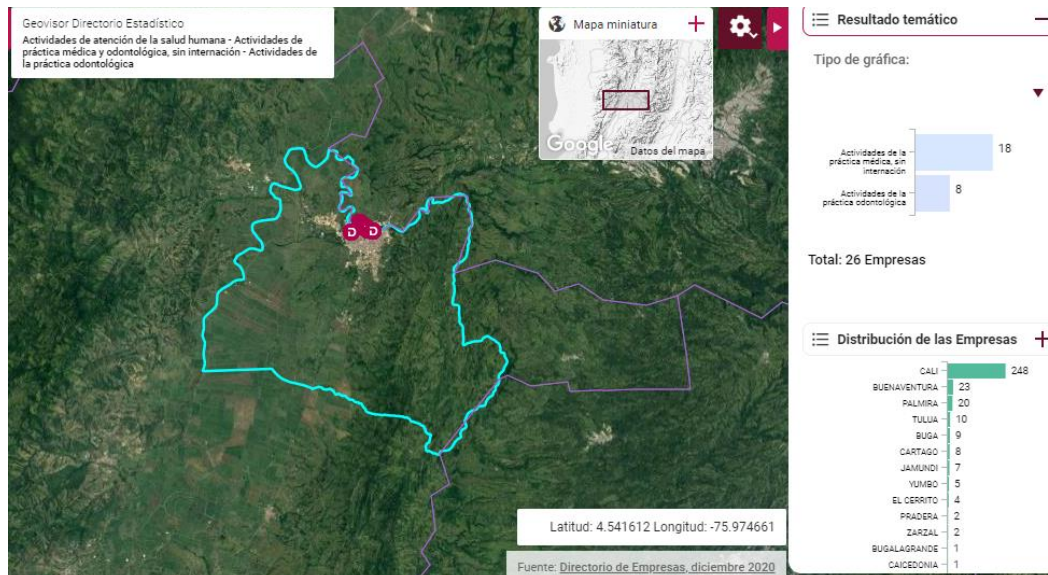 Geovisor Directorio Estadístico
Actividades de atención de la salud humana - Actividades de
práctica médica y odontológica, sin internación - Actividades de
la práctica odontológica
Mapa miniatura
Google
Datos del mapa
D D
Latitud: 4.541612 Longitud: -75.974661
Fuente: Directorio de Empresas, diciembre 2020
Resultado temático
Tipo de gráfica:
Actividades de la
práctica médica, sin
internación
18
Actividades de la
práctica odontológica
8
Total: 26 Empresas
Distribución de las Empresas
CALI 248
BUENAVENTURA 23
PALMIRA 20
TULUA 10
BUGA 9
CARTAGO 8
JAMUNDI 7
YUMBO 5
EL CERRITO 4
PRADERA 2
ZARZAL 2
BUGALAGRANDE 1
CAICEDONIA 1